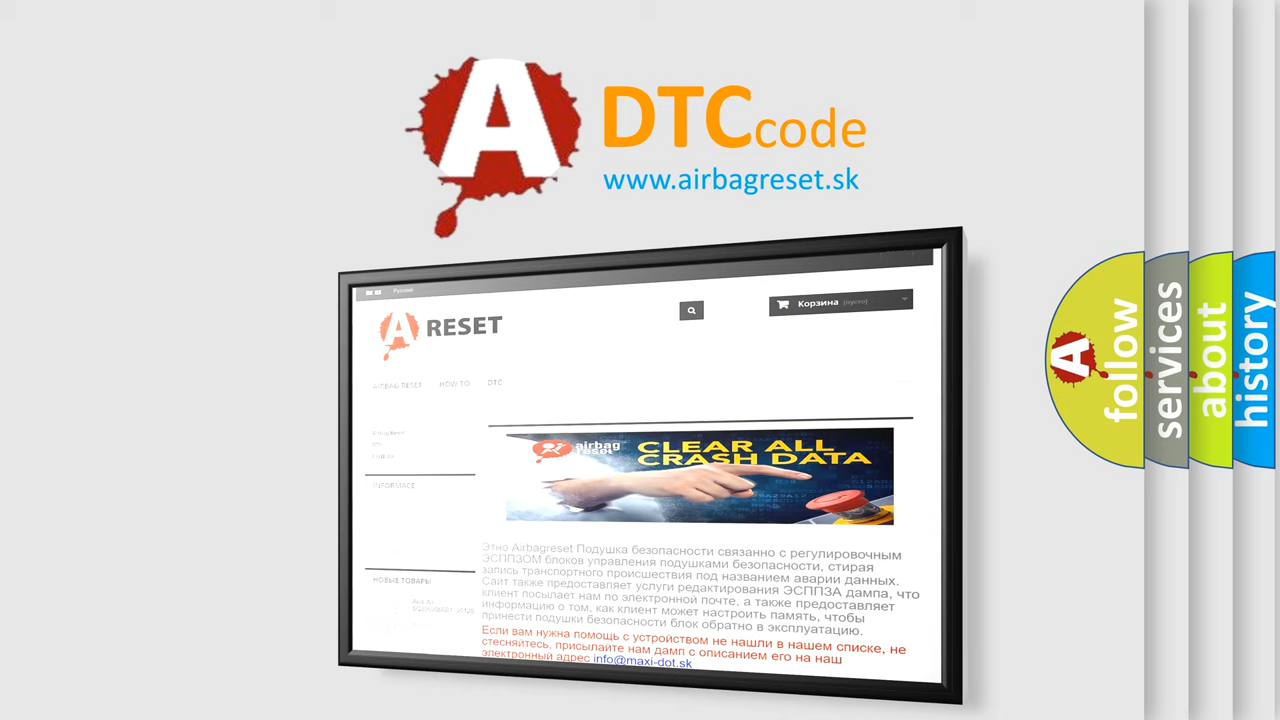 A DTC code
www.airbagreset.sk
Русский
Корзина (пусто)
A RESET
AIRBAG RESET HOW TO DTC
airbag
reset
CLEAR ALL
CRASH DATA
INFORMACE
НОВЫЕ ТОВАРЫ
Этно Airbagreset Подушка безопасности связанно с регулировочным
ЭСППЗОМ блоков управления подушками безопасности, стирая
запись транспортного происшествия под названием аварии данных.
Сайт также предоставляет услуги редактирования ЭСППЗА дампа, что
клиент посылает нам по электронной почте, а также предоставляет
информацию о том, как клиент может настроить память, чтобы
принести подушки безопасности блок обратно в эксплуатацию.
Если вам нужна помощь с устройством не нашли в нашем списке, не
стесняйтесь, присылайте нам дамп с описанием его на наш
электронный адрес info@maxi-dot.sk
A
follow
services
about
history